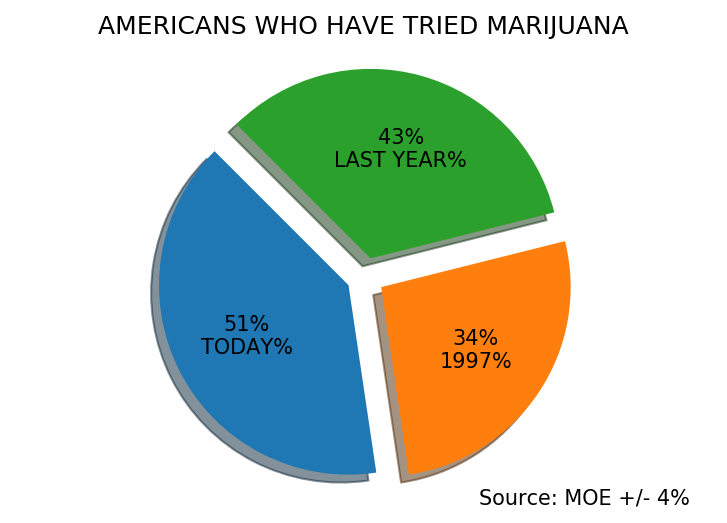 AMERICANS WHO HAVE TRIED MARIJUANA
43%
LAST YEAR%
51%
TODAY%
34%
1997%
Source: MOE +/- 4%